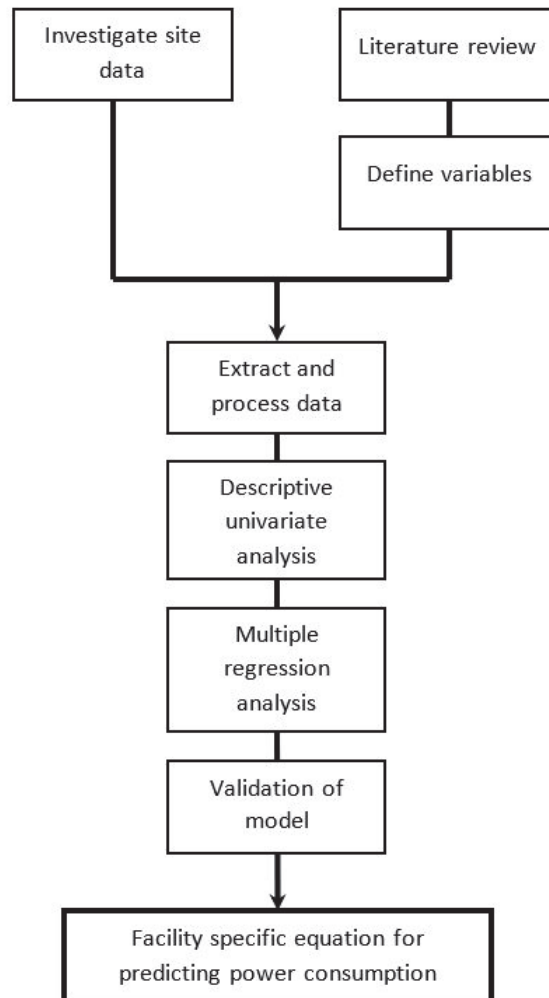 Investigate site
data
Literature review
Define variables
Extract and
process data
Descriptive
univariate
analysis
Multiple
regression
analysis
Validation of
model
Facility specific equation for
predicting power consumption